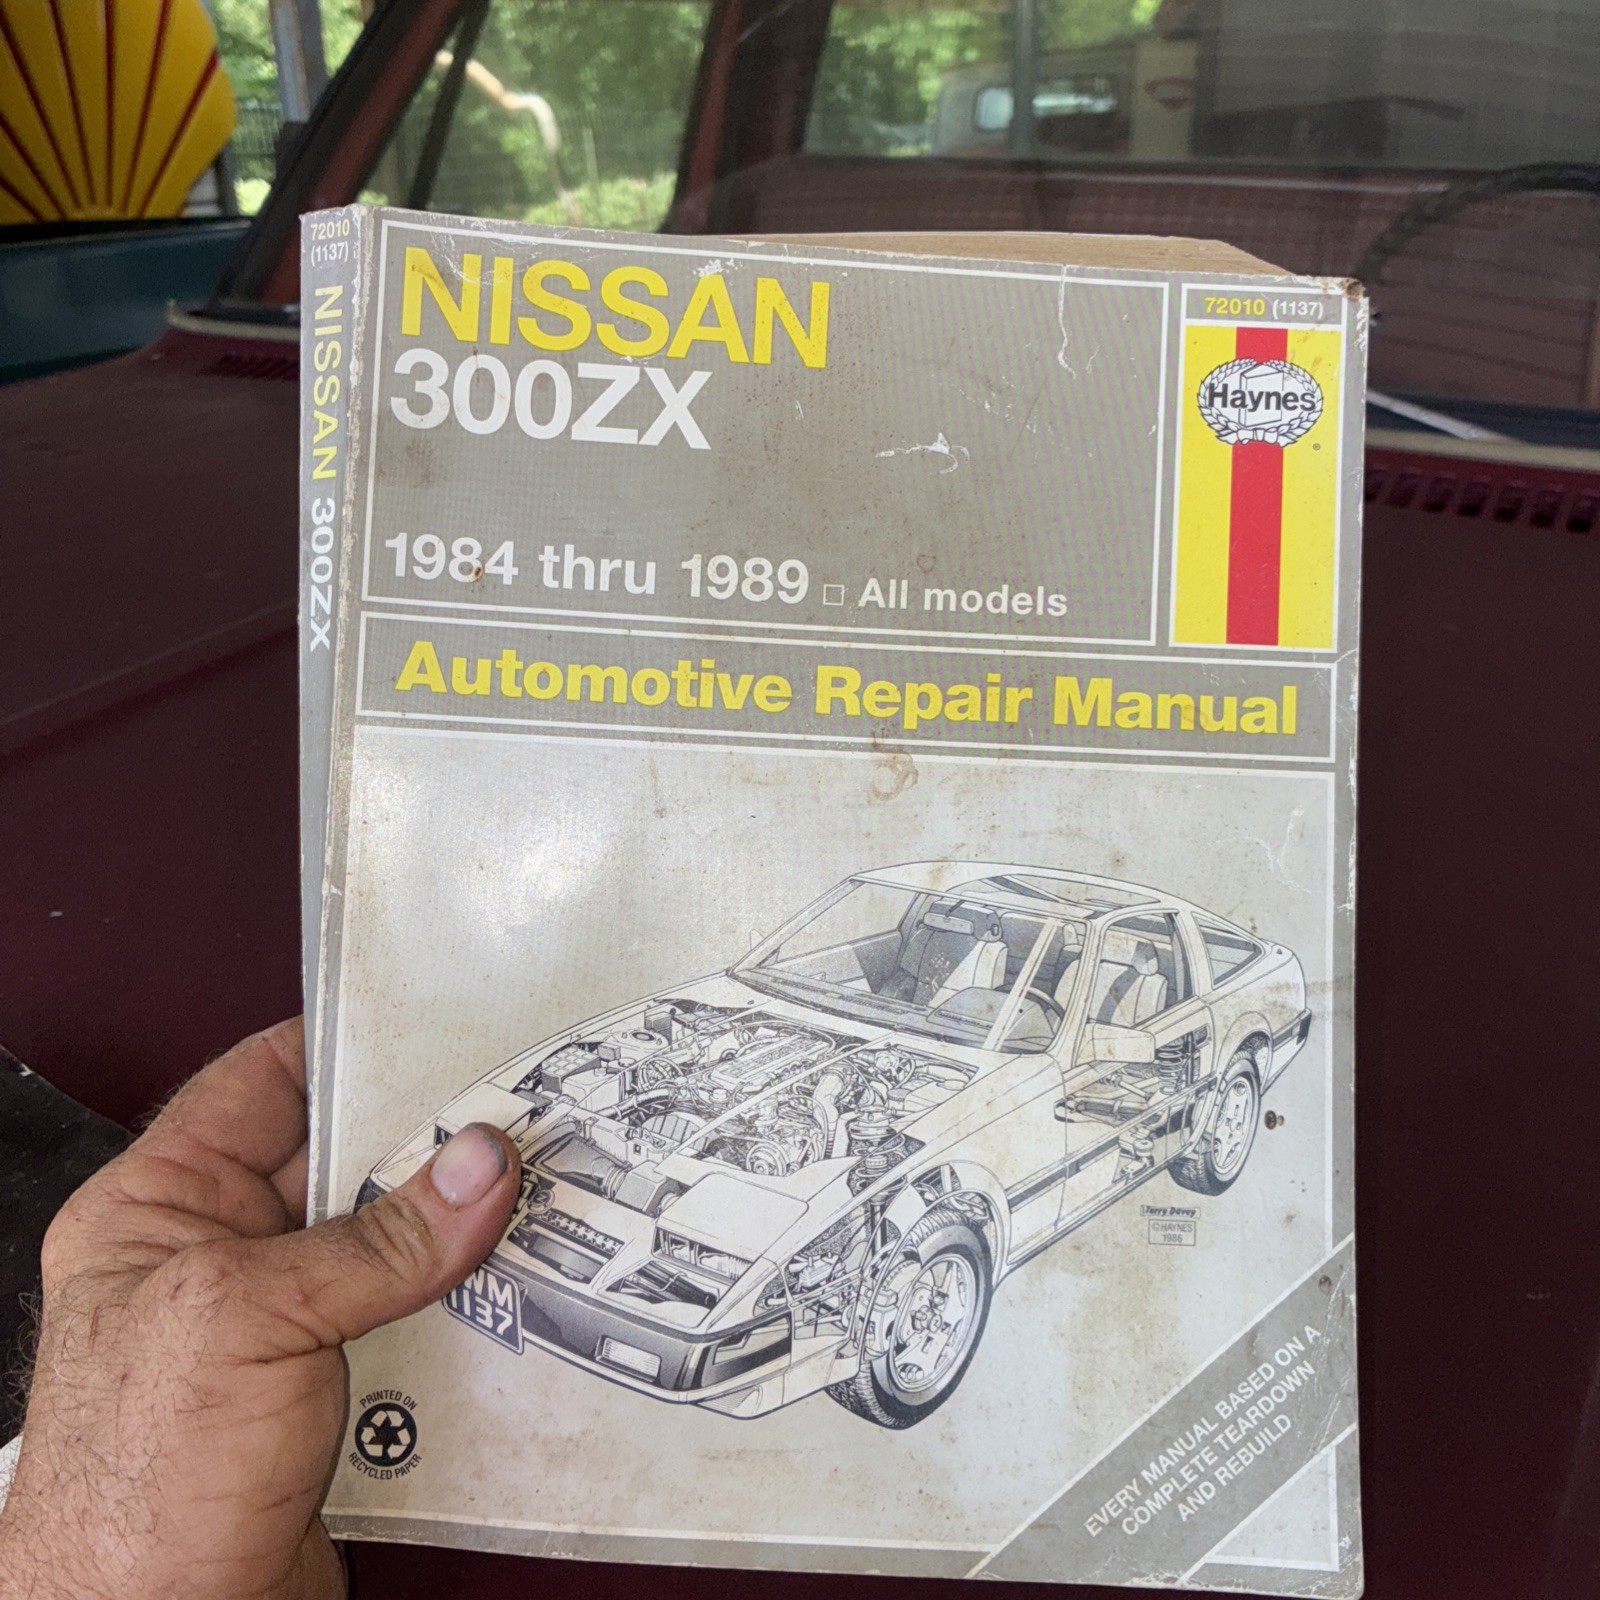 72010
(1137)
NISSAN 300ZX
NISSAN
300ZX
1984 thru 1989 □ All models
72010 (1137)
Haynes
®
Automotive Repair Manual
Terry Davey
© HAYNES
1986
WM
1137
PRINTED ON
RECYCLED PAPER
EVERY MANUAL BASED ON A
COMPLETE TEARDOWN
AND REBUILD